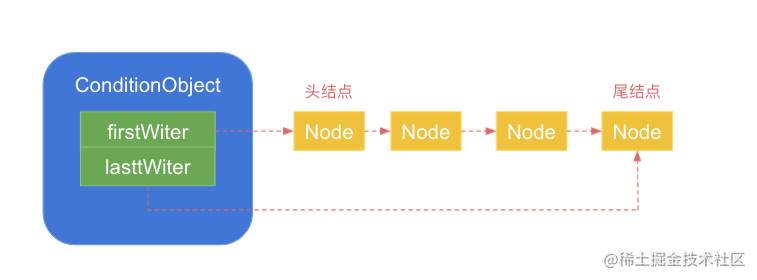 ConditionObject
头结点
尾结点
firstWiter
Node
Node
Node
Node
lasttWiter
@稀土掘金技术社区